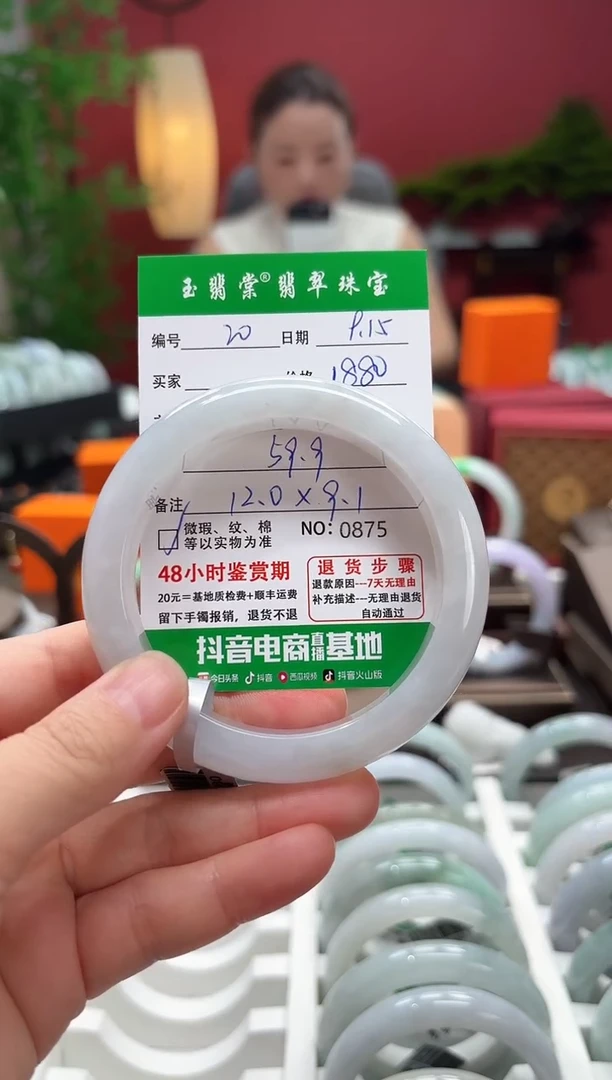 玉翡棠®翡翠珠宝
编号 20 日期 9.15
买家 价格 1880
59.9
备注 12.0×9.1
☑ 微瑕、纹、棉
等以实物为准
NO: 0875
48小时鉴赏期
20元=基地质检费+顺丰运费
留下手镯报销，退货不退
退货步骤
退款原因---7天无理由
补充描述---无理由退货
自动通过
抖音电商直播基地
今日头条 抖音 西瓜视频 抖音火山版